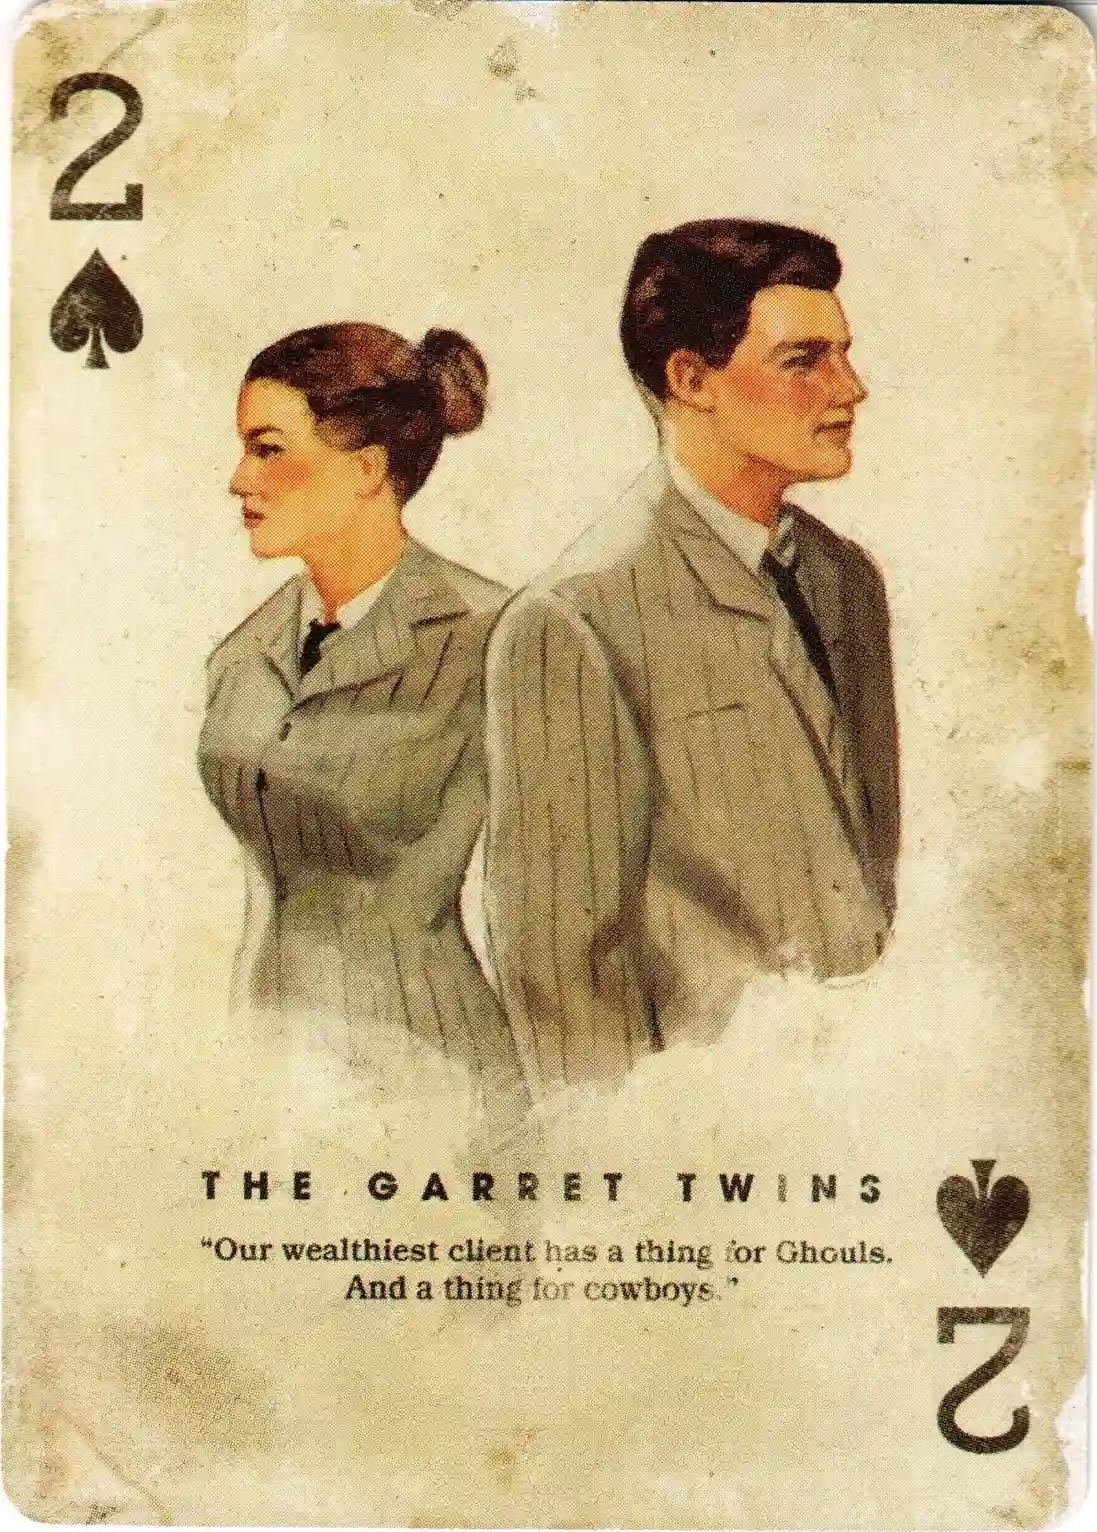 2
THE GARRET TWINS
“Our wealthiest client has a thing for Ghouls.
And a thing for cowboys.”
2